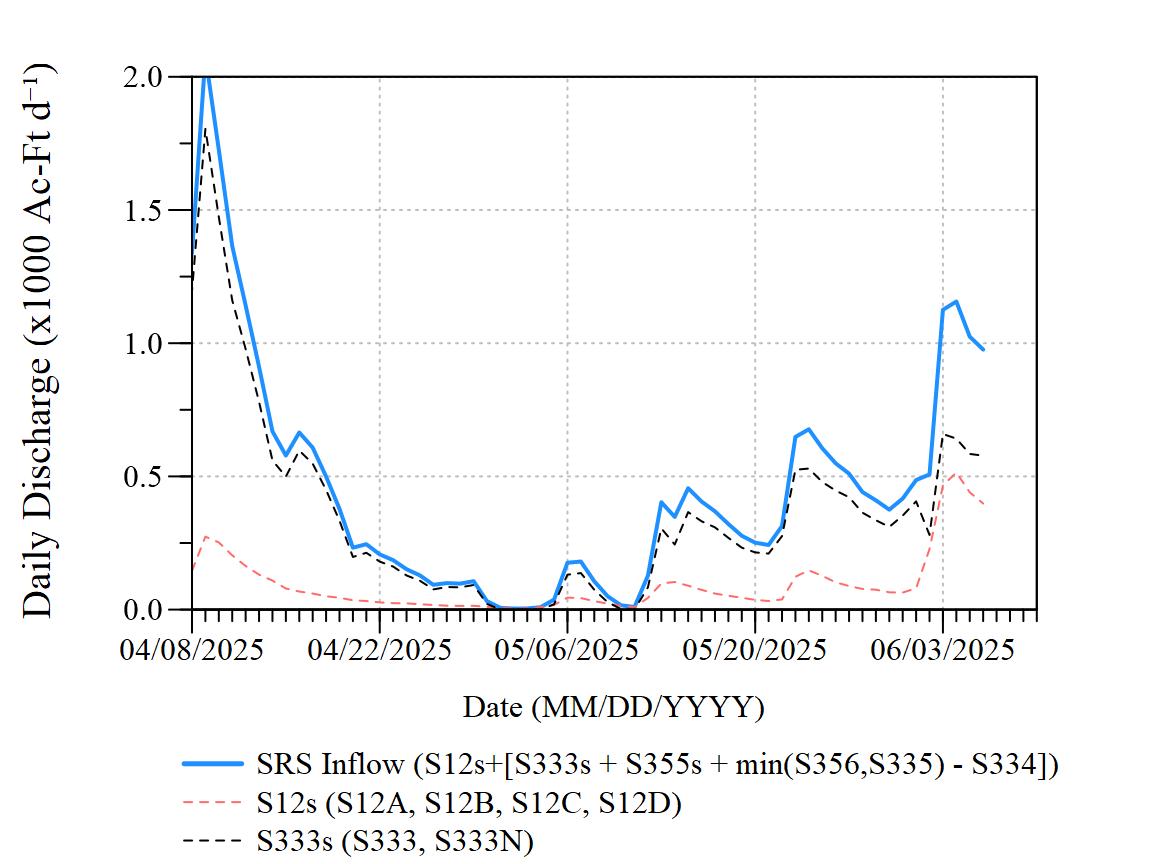 Daily Discharge (x1000 Ac-Ft d⁻¹)
2.0
1.5
1.0
0.5
0.0
04/08/2025 04/22/2025 05/06/2025 05/20/2025 06/03/2025
Date (MM/DD/YYYY)
SRS Inflow (S12s+[S333s + S355s + min(S356,S335) - S334])
S12s (S12A, S12B, S12C, S12D)
S333s (S333, S333N)